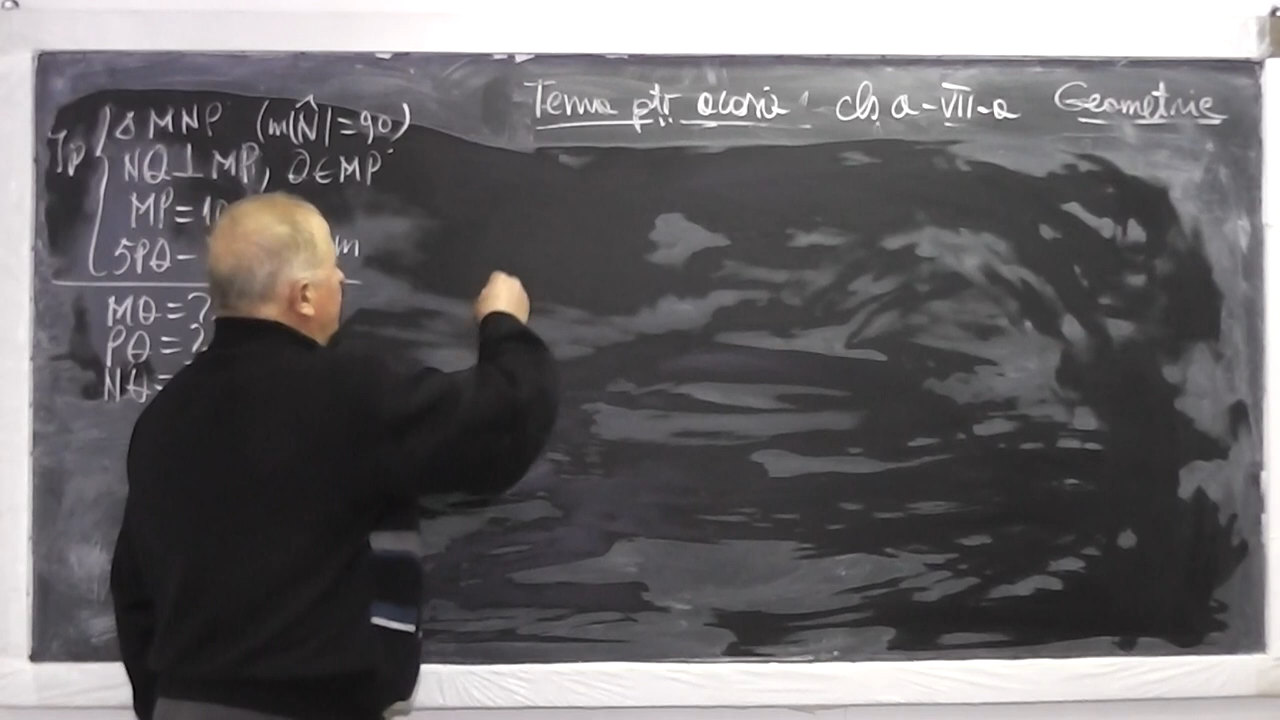 Tema ptr. acasă: cls. a-VII-a Geometrie
Ip { Δ MNP (m(N̂)=90)
NQ ⊥ MP, Q ∈ MP
MP=10
5PQ- m
MQ=?
PQ=?
NQ=